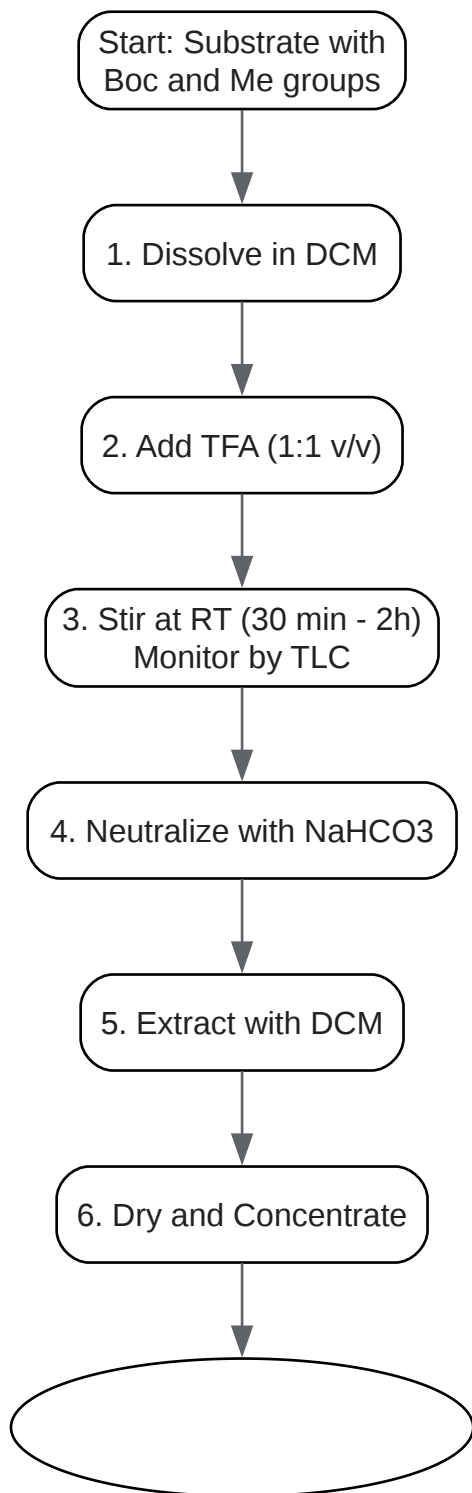 Start: Substrate with
Boc and Me groups
1. Dissolve in DCM
2. Add TFA (1:1 v/v)
3. Stir at RT (30 min - 2h)
Monitor by TLC
4. Neutralize with NaHCO3
5. Extract with DCM
6. Dry and Concentrate